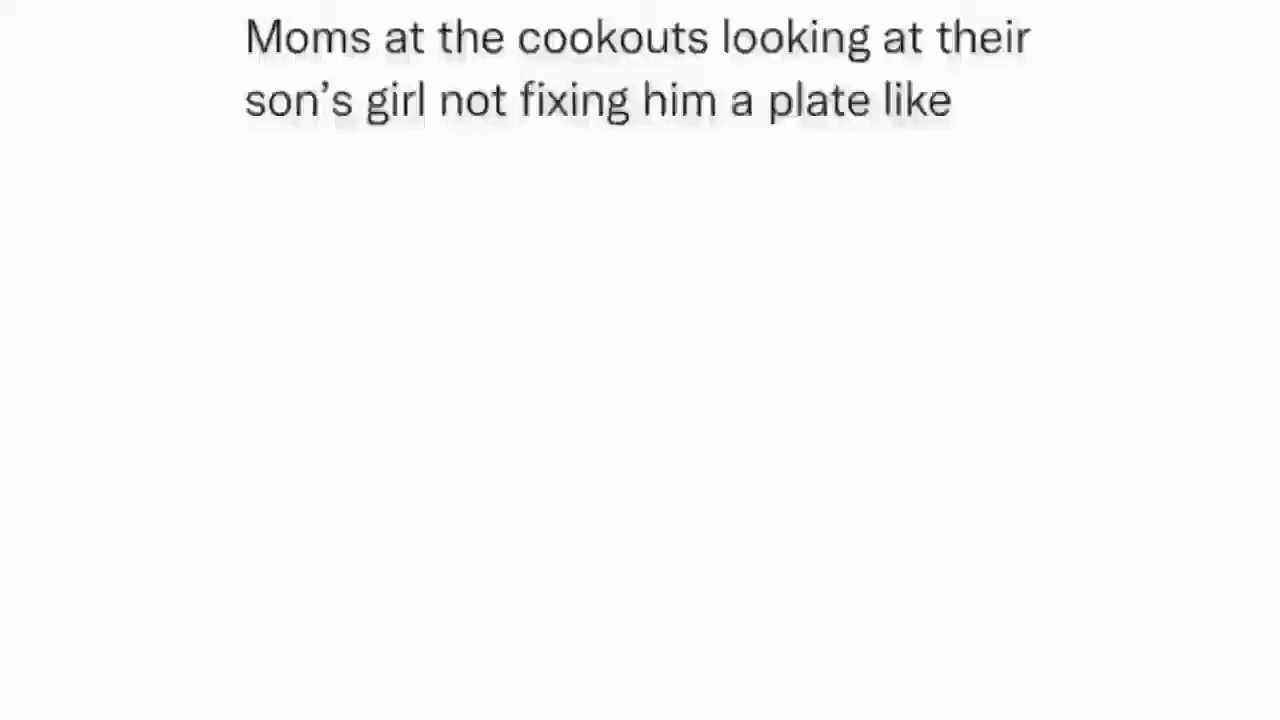 Moms at the cookouts looking at their
son’s girl not fixing him a plate like